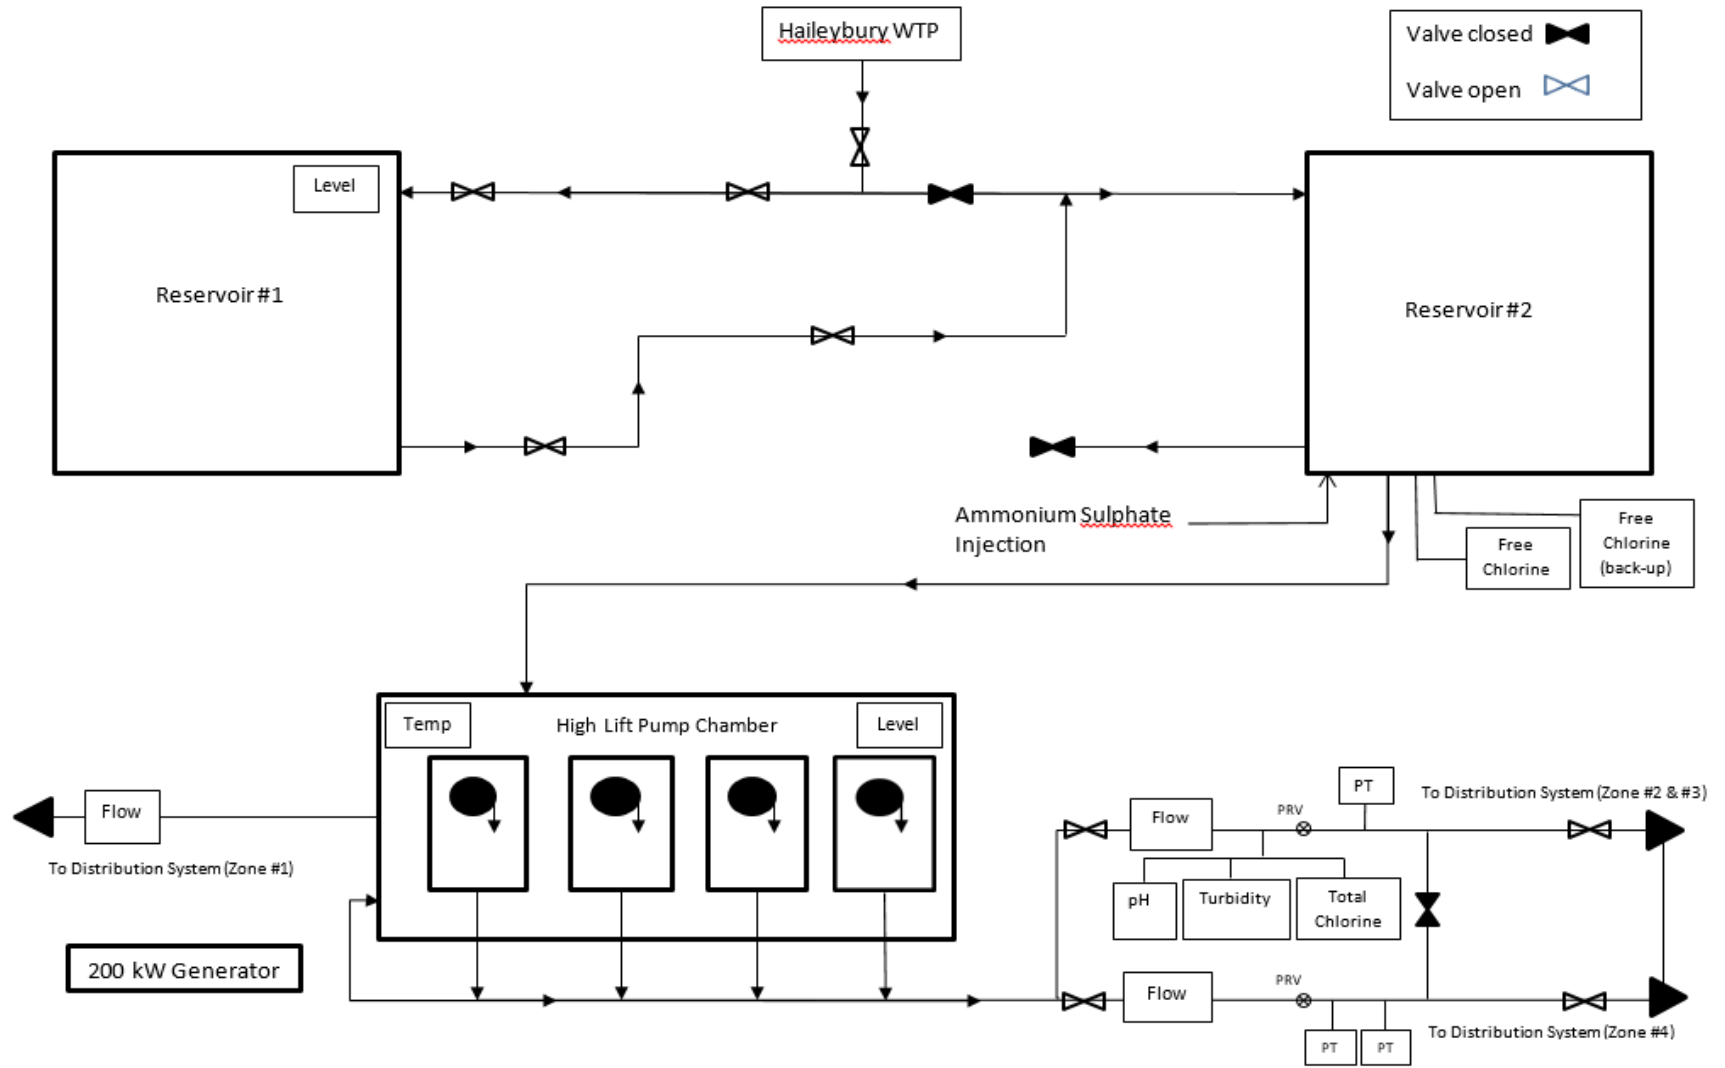 Haileybury WTP
Valve closed
Valve open
Level
Reservoir #1
Reservoir #2
Ammonium Sulphate
Injection
Free
Chlorine
Free
Chlorine
(back-up)
Temp
High Lift Pump Chamber
Level
Flow
To Distribution System (Zone #1)
200 kW Generator
PT
To Distribution System (Zone #2 & #3)
Flow
PRV
pH
Turbidity
Total
Chlorine
Flow
PRV
PT
PT
To Distribution System (Zone #4)